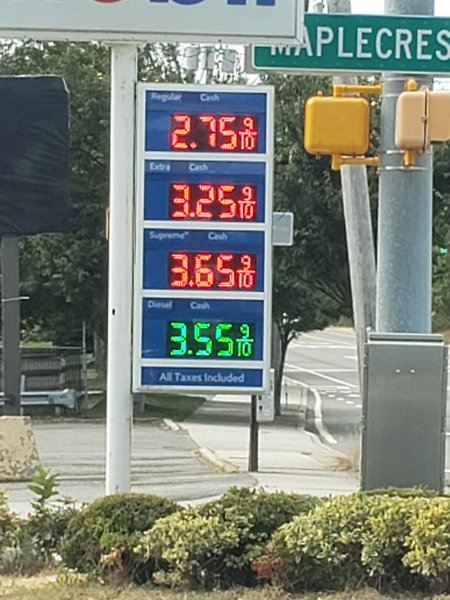 MAPLECRES
Regular Cash
2.75 9/10
Extra Cash
3.25 9/10
Supreme+ Cash
3.65 9/10
Diesel Cash
3.55 9/10
All Taxes Included